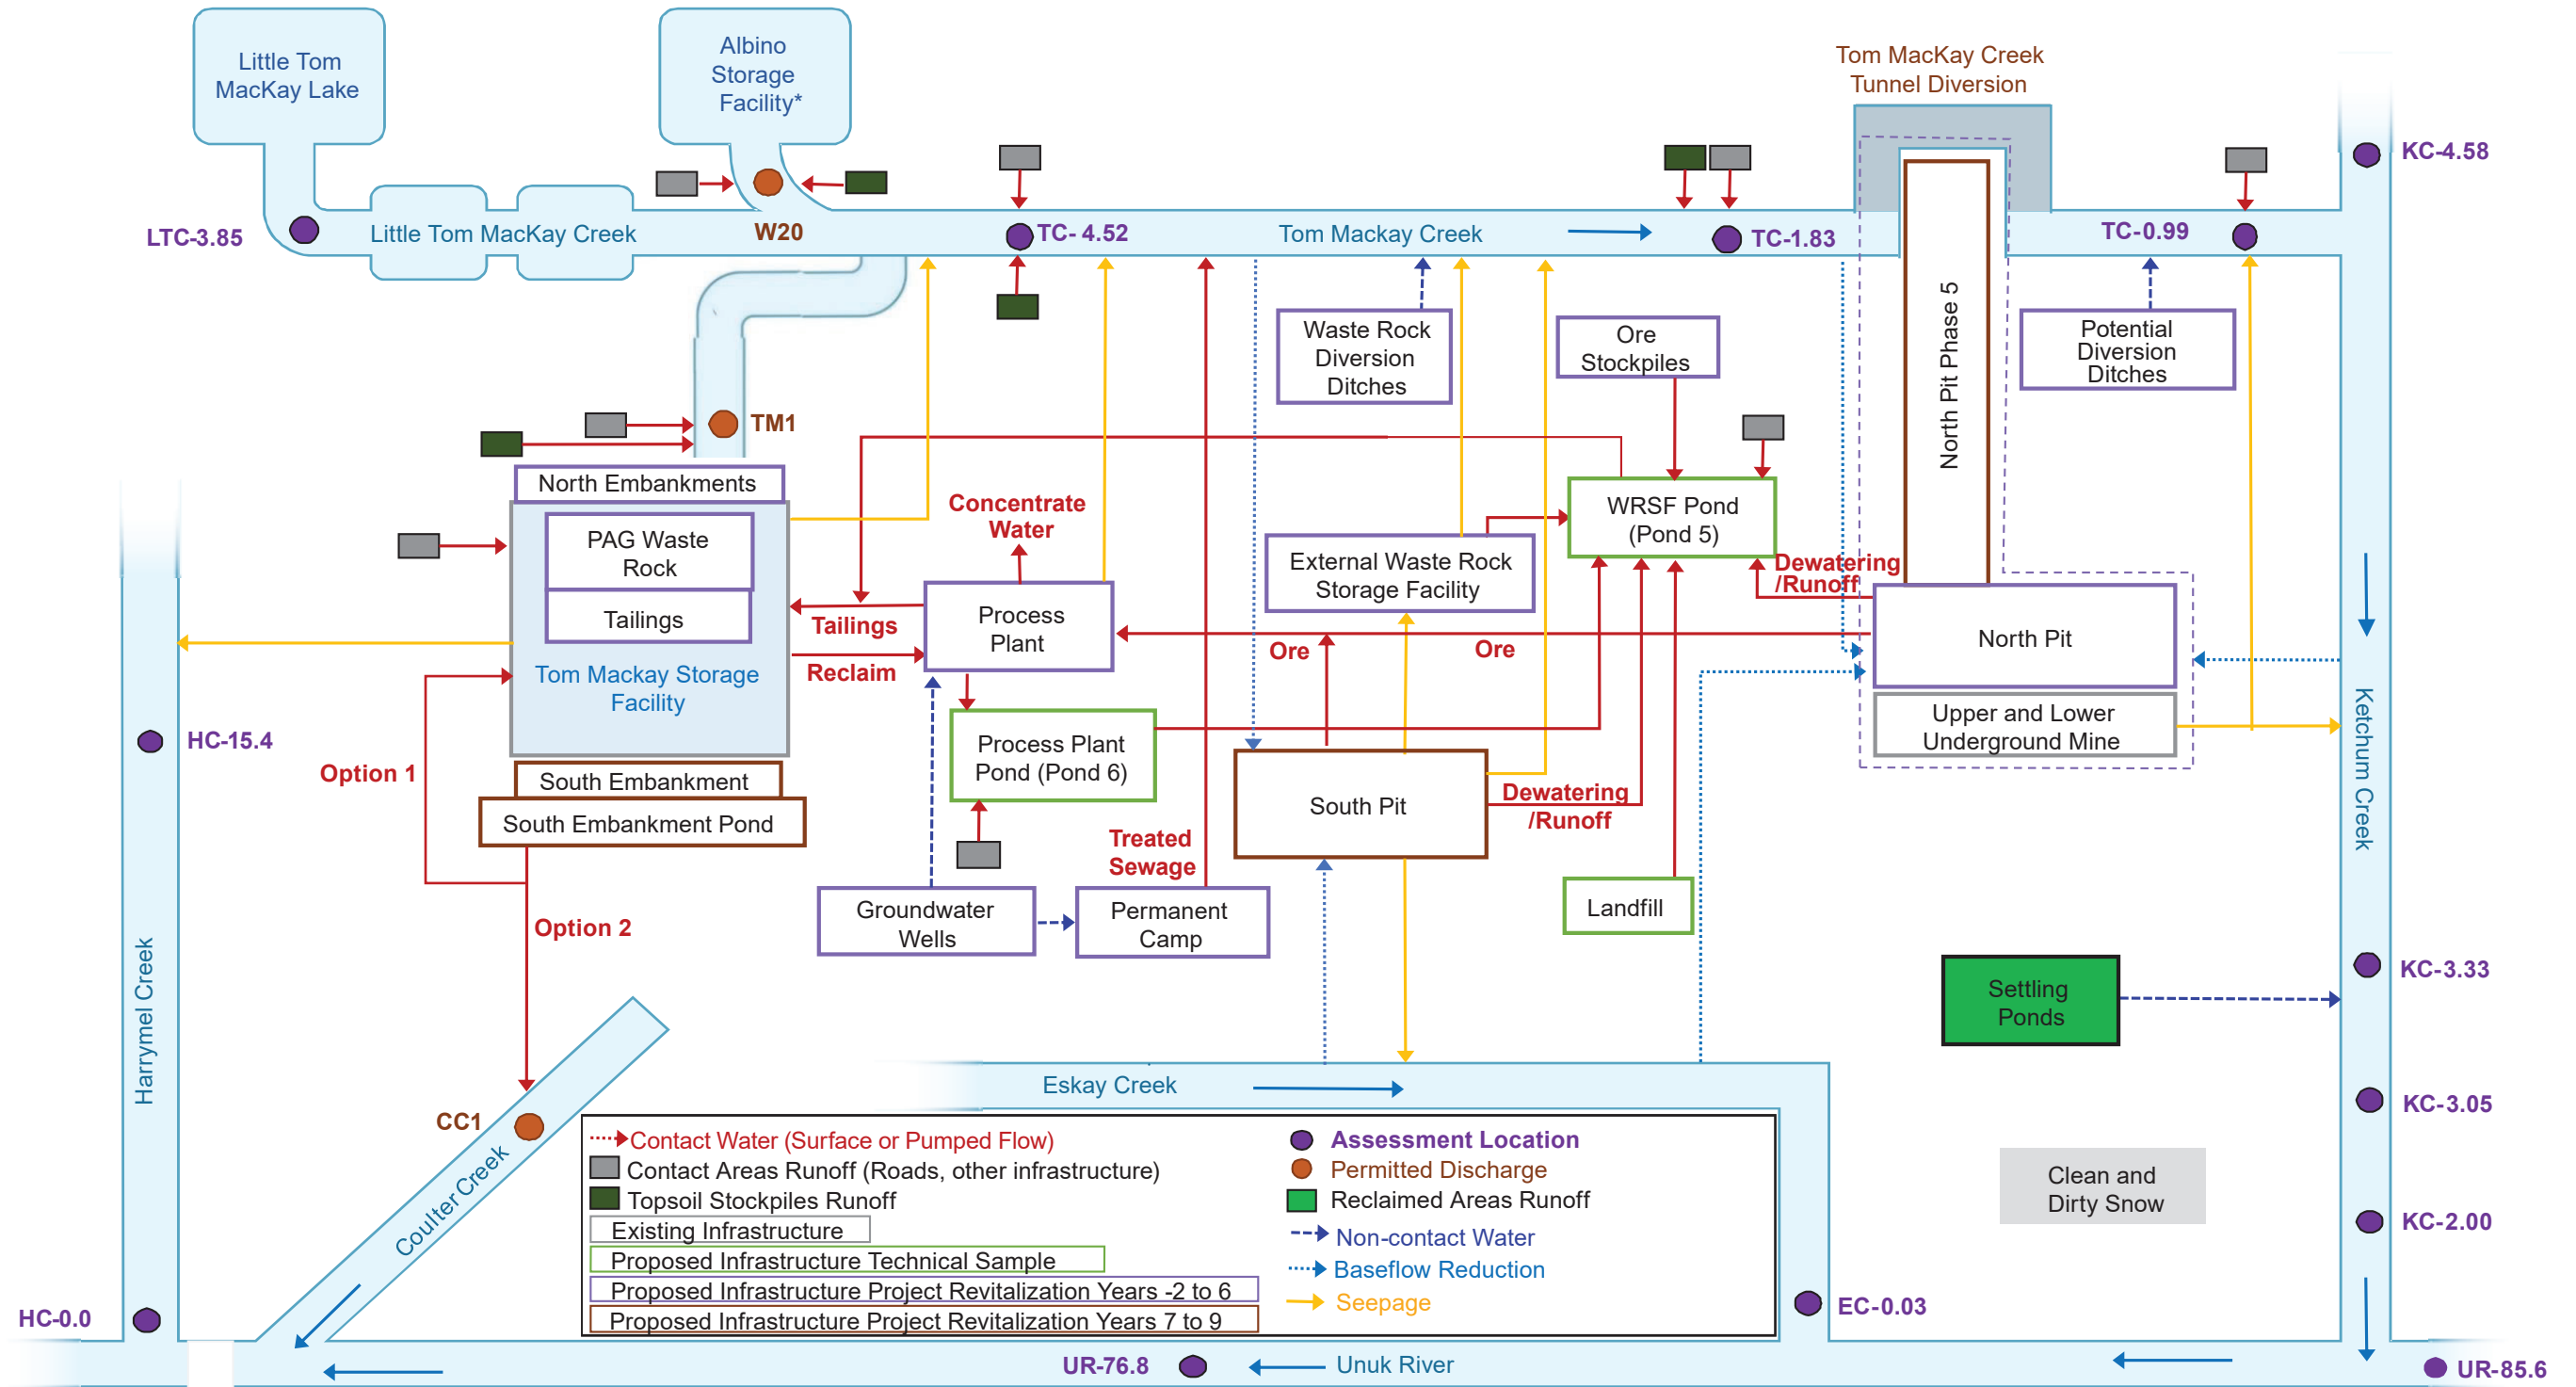 Little Tom
MacKay Lake
Albino
Storage
Facility*
Tom MacKay Creek
Tunnel Diversion
KC-4.58
LTC-3.85
Little Tom MacKay Creek
W20
TC- 4.52
Tom Mackay Creek
TC-1.83
TC-0.99
North Pit Phase 5
Waste Rock
Diversion
Ditches
Ore
Stockpiles
Potential
Diversion
Ditches
TM1
North Embankments
PAG Waste
Rock
Tailings
Tom Mackay Storage
Facility
Concentrate
Water
WRSF Pond
(Pond 5)
External Waste Rock
Storage Facility
Dewatering
/Runoff
Process
Plant
Tailings
Reclaim
Ore
Ore
North Pit
Upper and Lower
Underground Mine
Ketchum Creek
HC-15.4
Option 1
South Embankment
South Embankment Pond
Process Plant
Pond (Pond 6)
South Pit
Dewatering
/Runoff
Treated
Sewage
Option 2
Groundwater
Wells
Permanent
Camp
Landfill
Harrymel Creek
Settling
Ponds
KC-3.33
Eskay Creek
CC1
Coulter Creek
KC-3.05
Contact Water (Surface or Pumped Flow)
Contact Areas Runoff (Roads, other infrastructure)
Topsoil Stockpiles Runoff
Existing Infrastructure
Proposed Infrastructure Technical Sample
Proposed Infrastructure Project Revitalization Years -2 to 6
Proposed Infrastructure Project Revitalization Years 7 to 9
Assessment Location
Permitted Discharge
Reclaimed Areas Runoff
Non-contact Water
Baseflow Reduction
Seepage
Clean and
Dirty Snow
KC-2.00
HC-0.0
EC-0.03
UR-76.8
Unuk River
UR-85.6